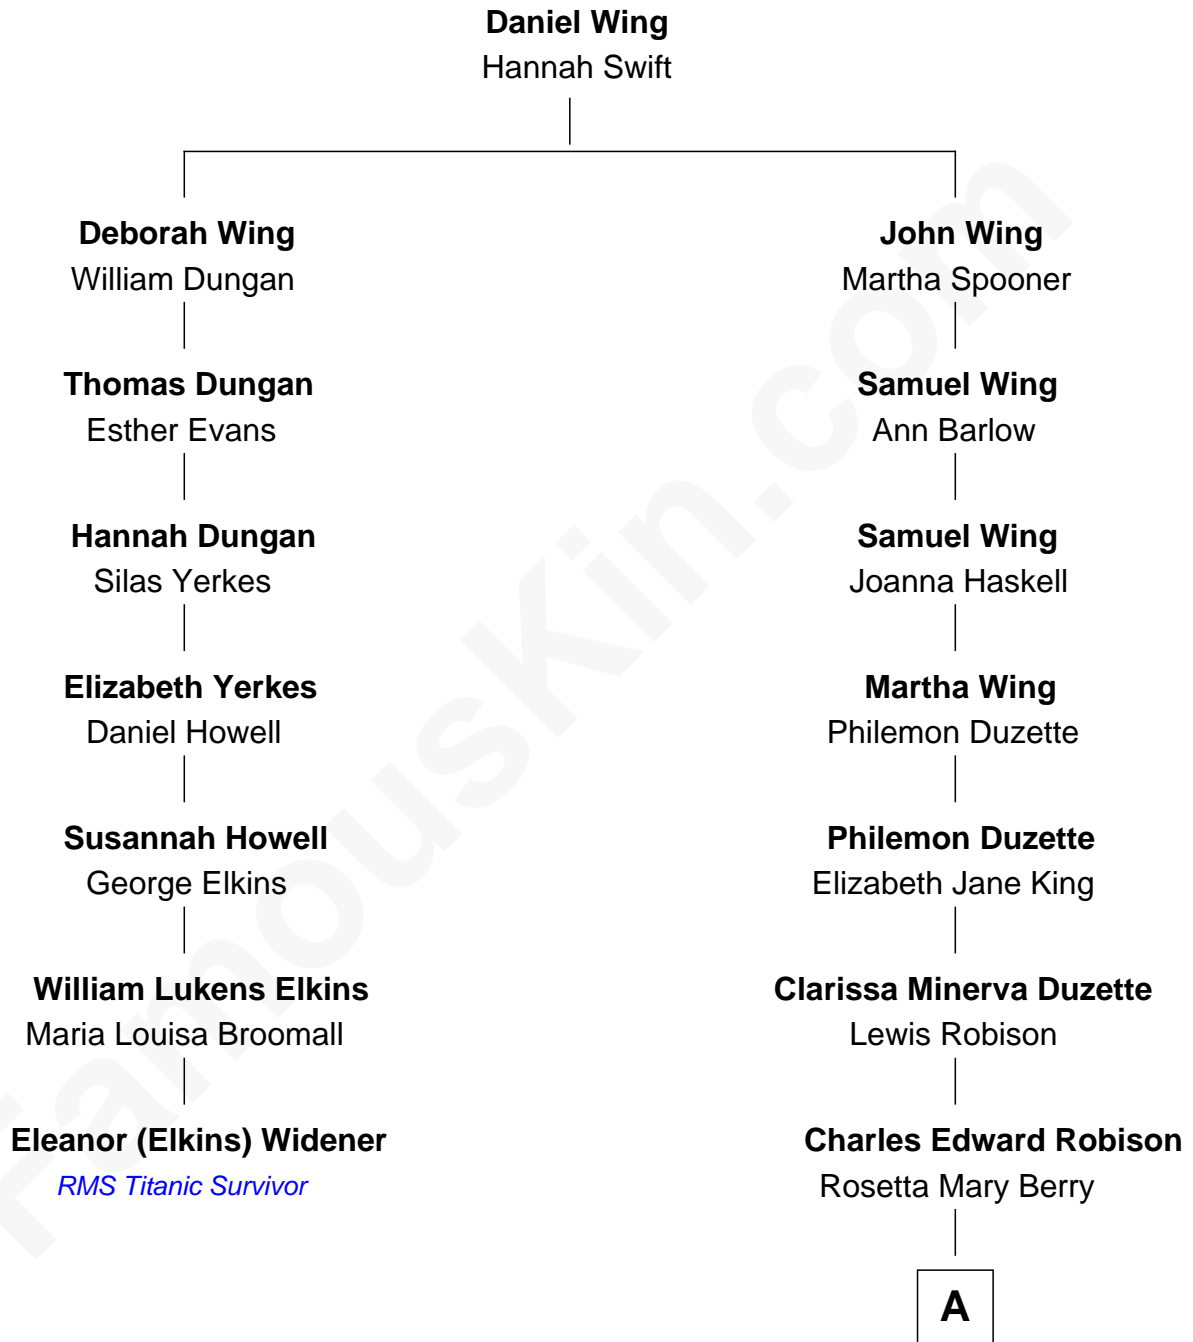 Daniel Wing
Hannah Swift
Deborah Wing
William Dungan
John Wing
Martha Spooner
Thomas Dungan
Esther Evans
Samuel Wing
Ann Barlow
Hannah Dungan
Silas Yerkes
Samuel Wing
Joanna Haskell
Elizabeth Yerkes
Daniel Howell
Martha Wing
Philemon Duzette
Susannah Howell
George Elkins
Philemon Duzette
Elizabeth Jane King
William Lukens Elkins
Maria Louisa Broomall
Clarissa Minerva Duzette
Lewis Robison
Eleanor (Elkins) Widener
RMS Titanic Survivor
Charles Edward Robison
Rosetta Mary Berry
A
FamousKin.com